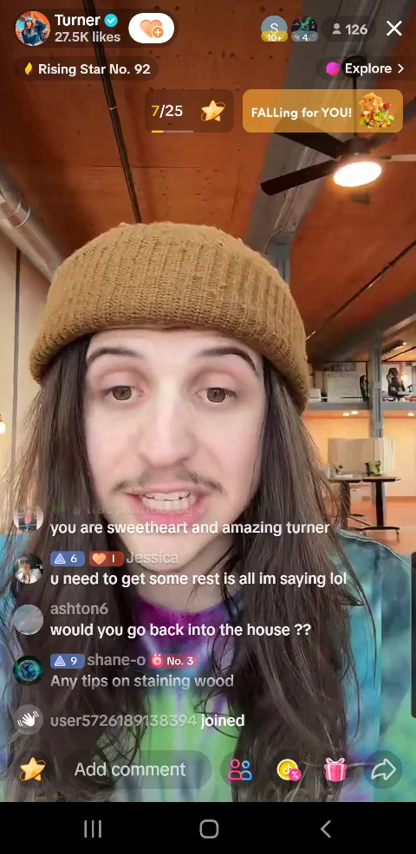 Turner
27.5K likes
S
10+
4
126
Rising Star No. 92
Explore >
7/25
FALLing for YOU!
you are sweetheart and amazing turner
6
1
Jessica
u need to get some rest is all im saying lol
ashton6
would you go back into the house ??
9
shane-o
No. 3
Any tips on staining wood
user5726189138394 joined
Add comment